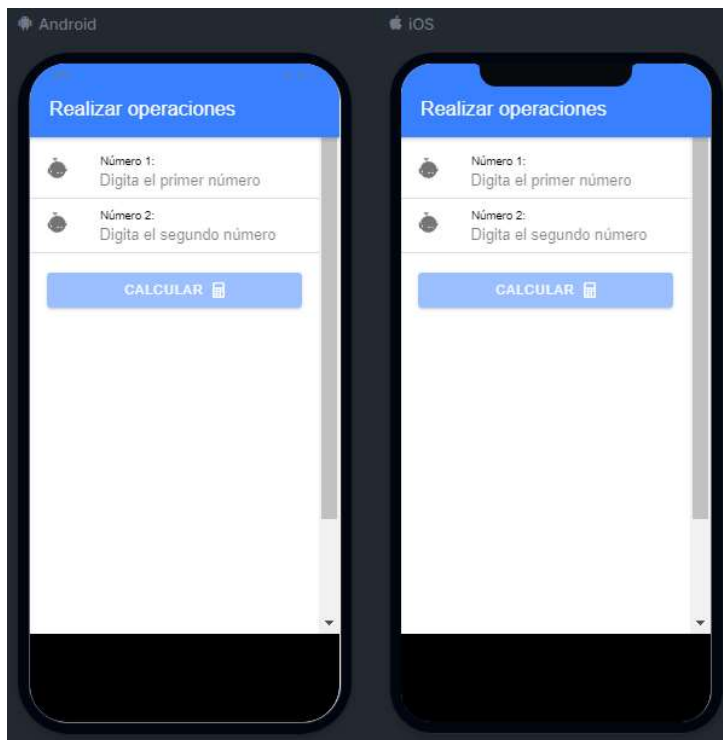 Android
iOS
Realizar operaciones
Número 1:
Digita el primer número
Número 2:
Digita el segundo número
CALCULAR
Realizar operaciones
Número 1:
Digita el primer número
Número 2:
Digita el segundo número
CALCULAR